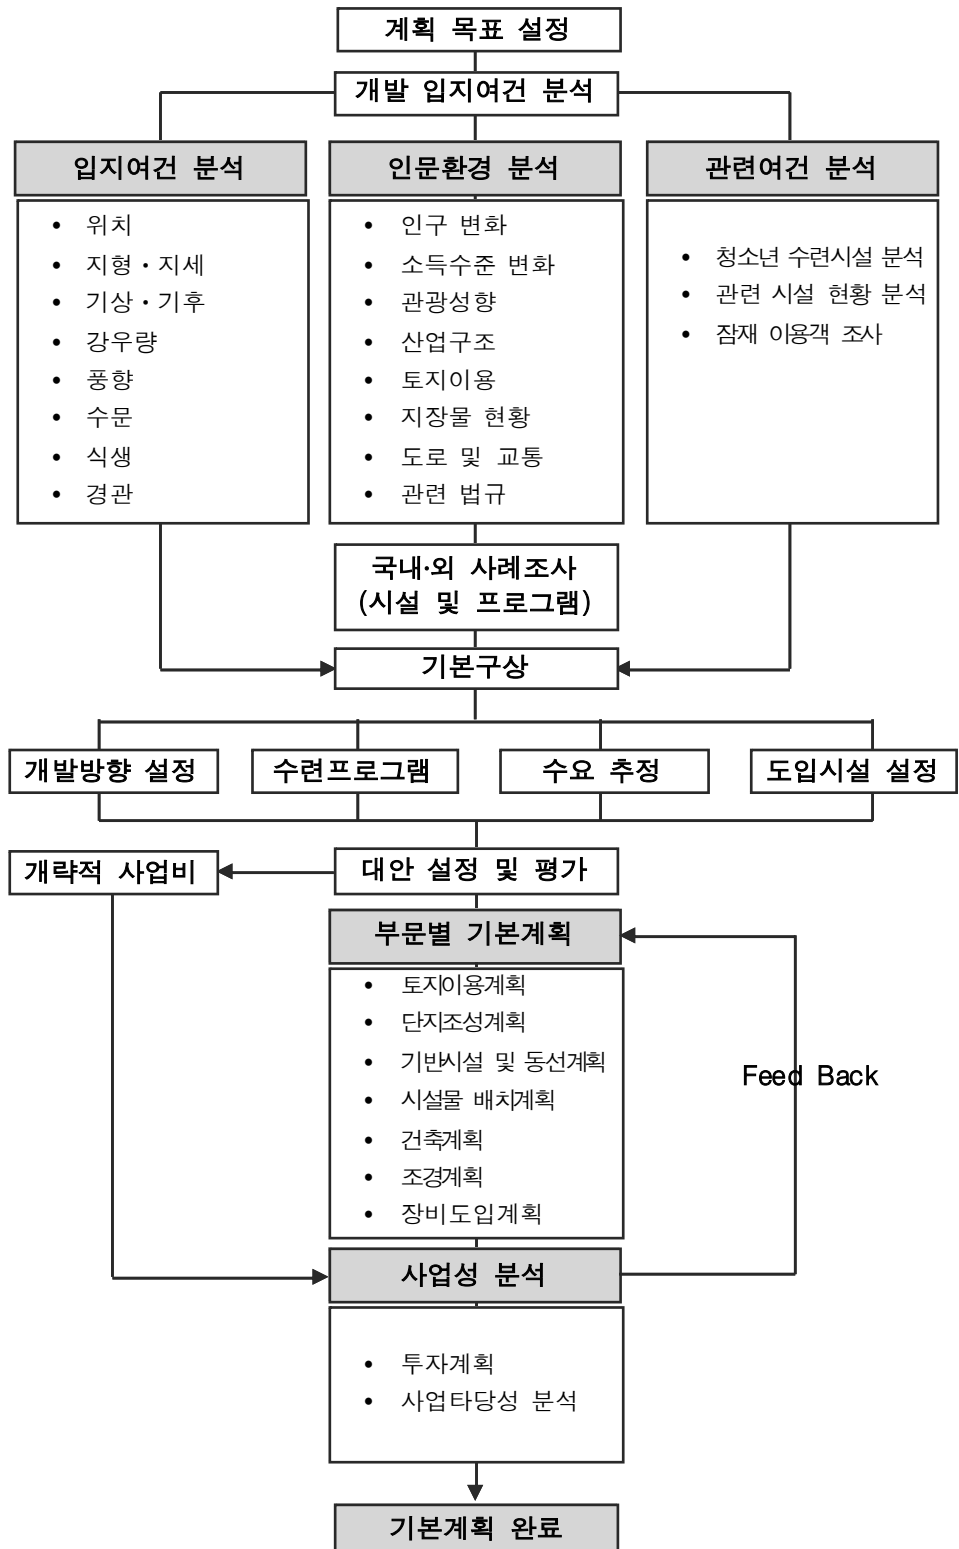 계획 목표 설정
개발 입지여건 분석
입지여건 분석
• 위치
• 지형・지세
• 기상・기후
• 강우량
• 풍향
• 수문
• 식생
• 경관
인문환경 분석
• 인구 변화
• 소득수준 변화
• 관광성향
• 산업구조
• 토지이용
• 지장물 현황
• 도로 및 교통
• 관련 법규
관련여건 분석
• 청소년 수련시설 분석
• 관련 시설 현황 분석
• 잠재 이용객 조사
국내·외 사례조사
(시설 및 프로그램)
기본구상
개발방향 설정
수련프로그램
수요 추정
도입시설 설정
개략적 사업비
대안 설정 및 평가
부문별 기본계획
• 토지이용계획
• 단지조성계획
• 기반시설 및 동선계획
• 시설물 배치계획
• 건축계획
• 조경계획
• 장비도입계획
Feed Back
사업성 분석
• 투자계획
• 사업타당성 분석
기본계획 완료